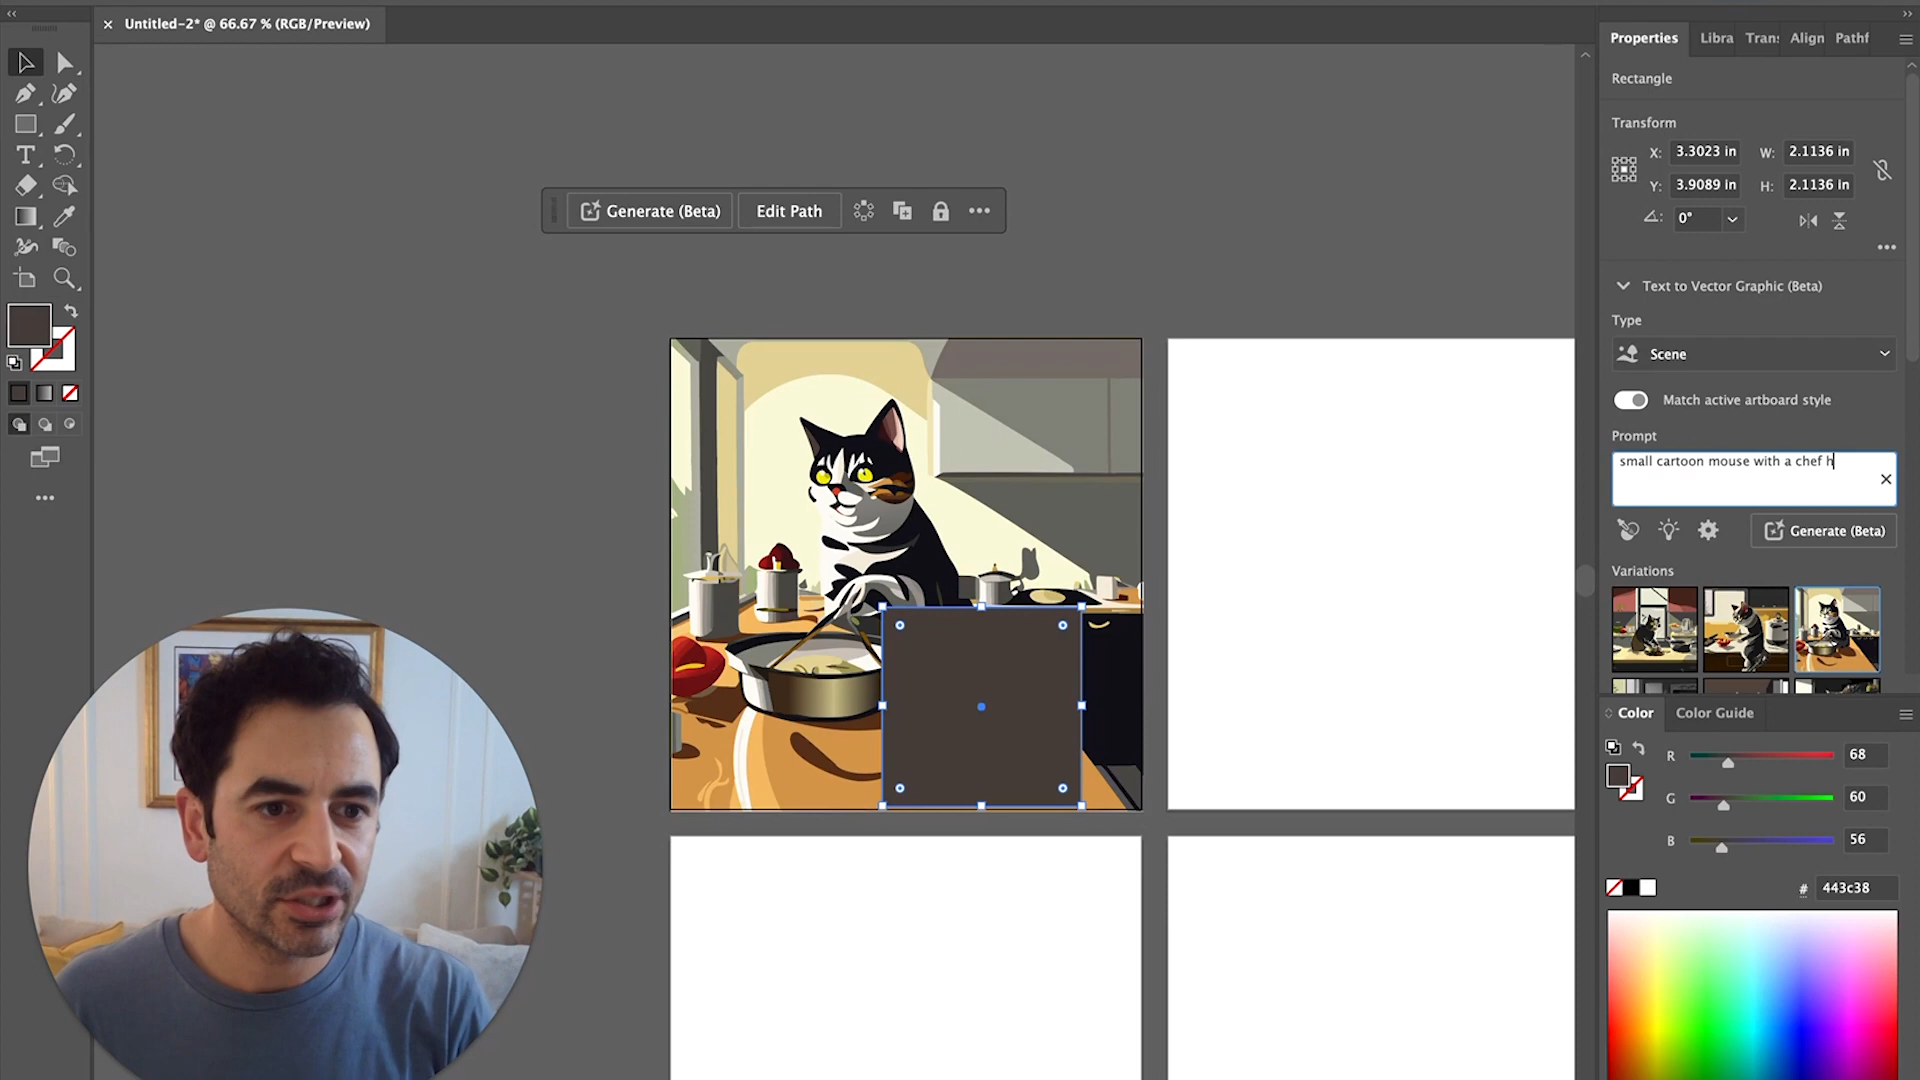 Untitled-2* @ 66.67 % (RGB/Preview)
Properties
Libra
Trans
Align
Pathf
Rectangle
Transform
X: 3.3023 in
W: 2.1136 in
Y: 3.9089 in
H: 2.1136 in
0°
Generate (Beta)
Edit Path
Text to Vector Graphic (Beta)
Type
Scene
Match active artboard style
Prompt
small cartoon mouse with a chef h
Generate (Beta)
Variations
Color
Color Guide
R 68
G 60
B 56
# 443c38